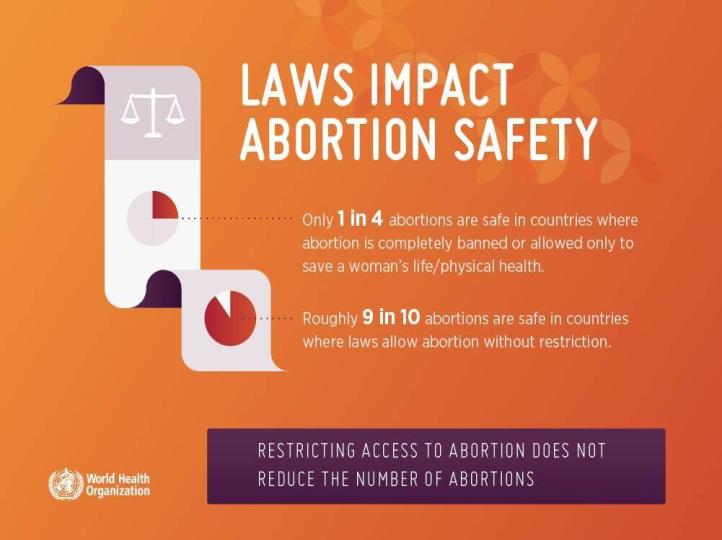 LAWS IMPACT
ABORTION SAFETY
Only 1 in 4 abortions are safe in countries where
abortion is completely banned or allowed only to
save a woman's life/physical health.
Roughly 9 in 10 abortions are safe in countries
where laws allow abortion without restriction.
RESTRICTING ACCESS TO ABORTION DOES NOT
REDUCE THE NUMBER OF ABORTIONS
World Health
Organization